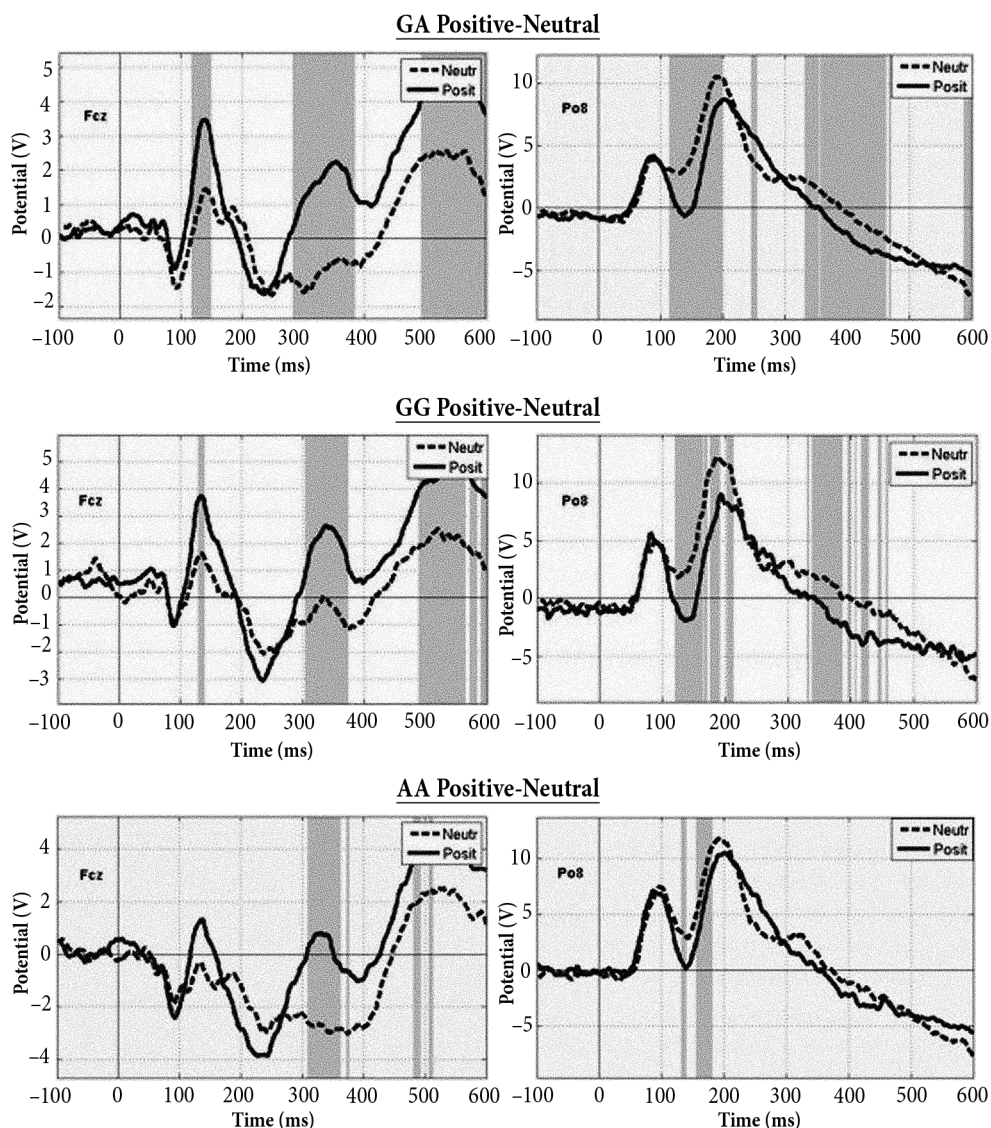 GA Positive-Neutral
5
4
3
2
1
0
−1
−2
Potential (V)
Fcz
Neutr
Posit
−100 0 100 200 300 400 500 600
Time (ms)
10
5
0
−5
Potential (V)
Po8
Neutr
Posit
−100 0 100 200 300 400 500 600
Time (ms)
GG Positive-Neutral
5
4
3
2
1
0
−1
−2
−3
Potential (V)
Fcz
Neutr
Posit
−100 0 100 200 300 400 500 600
Time (ms)
10
5
0
−5
Potential (V)
Po8
Neutr
Posit
−100 0 100 200 300 400 500 600
Time (ms)
AA Positive-Neutral
4
2
0
−2
−4
Potential (V)
Fcz
Neutr
Posit
−100 0 100 200 300 400 500 600
Time (ms)
10
5
0
−5
Potential (V)
Po8
Neutr
Posit
−100 0 100 200 300 400 500 600
Time (ms)